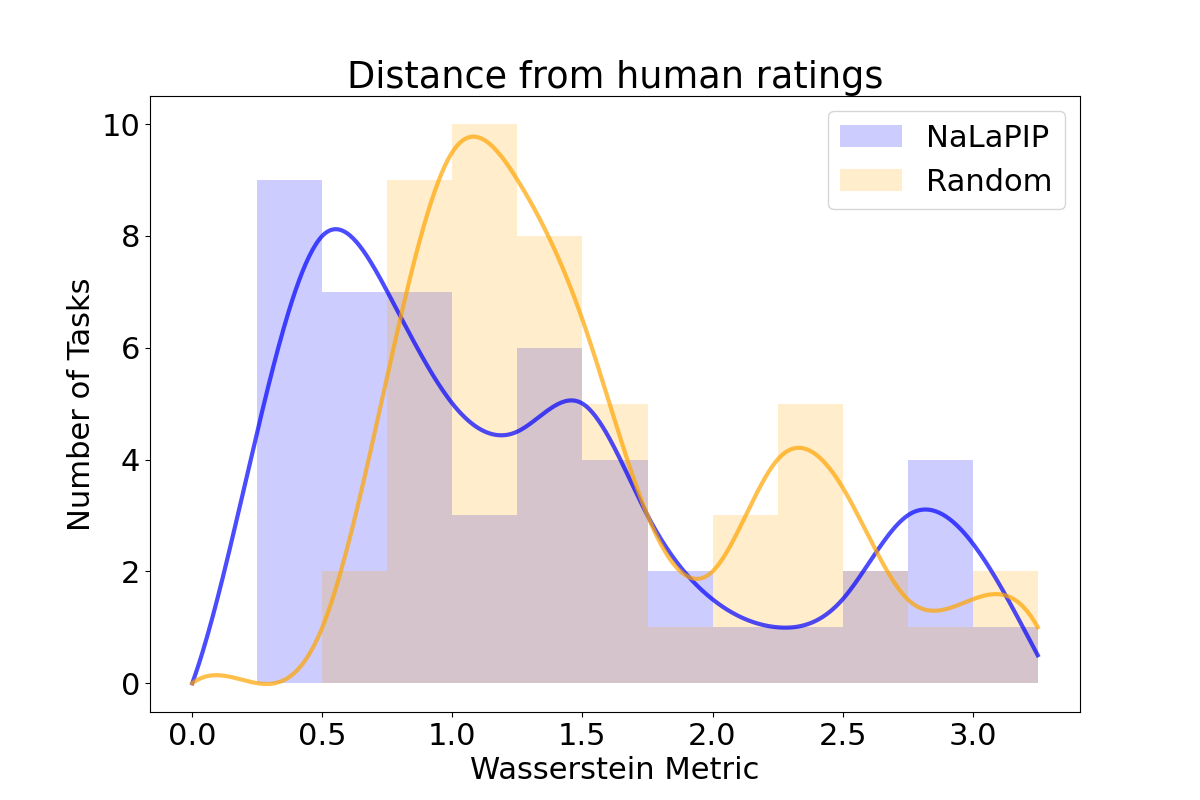 Distance from human ratings
NaLaPIP
Random
Number of Tasks
10
8
6
4
2
0
0.0 0.5 1.0 1.5 2.0 2.5 3.0
Wasserstein Metric